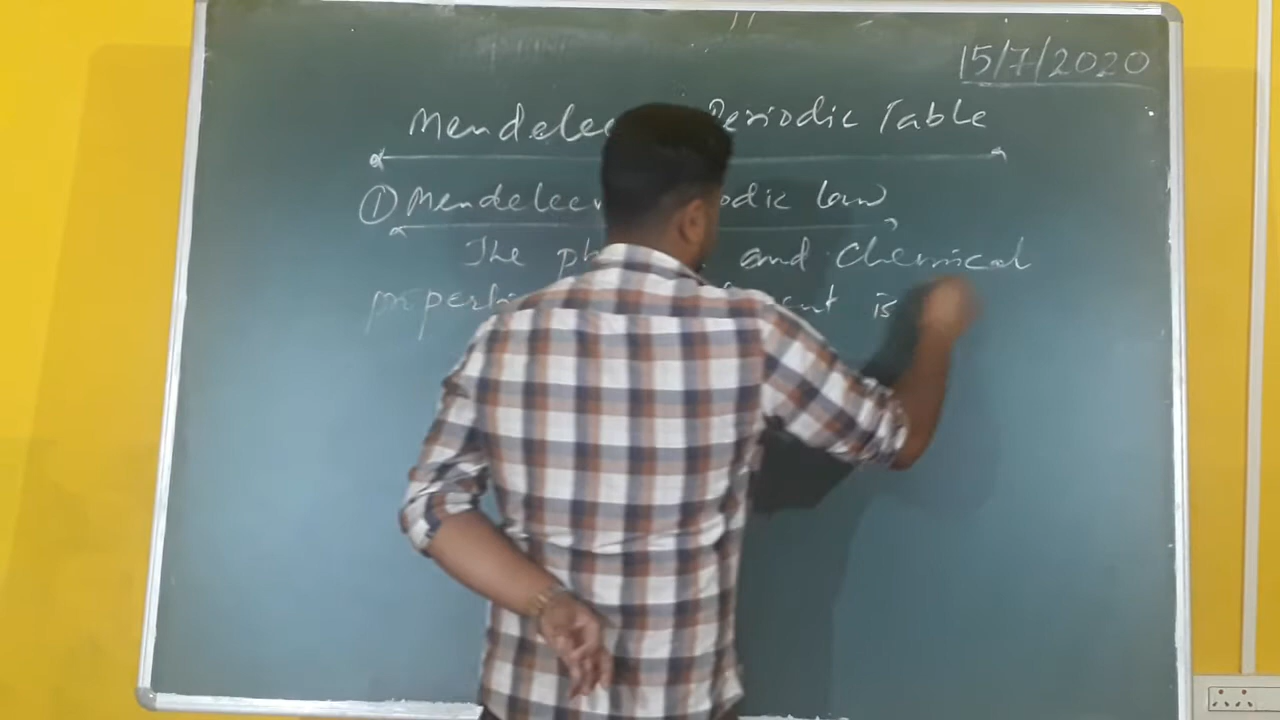 15/7/2020
Mendelee Periodic Table
① Mendeleev odic law
The ph and chemical
properti ent is